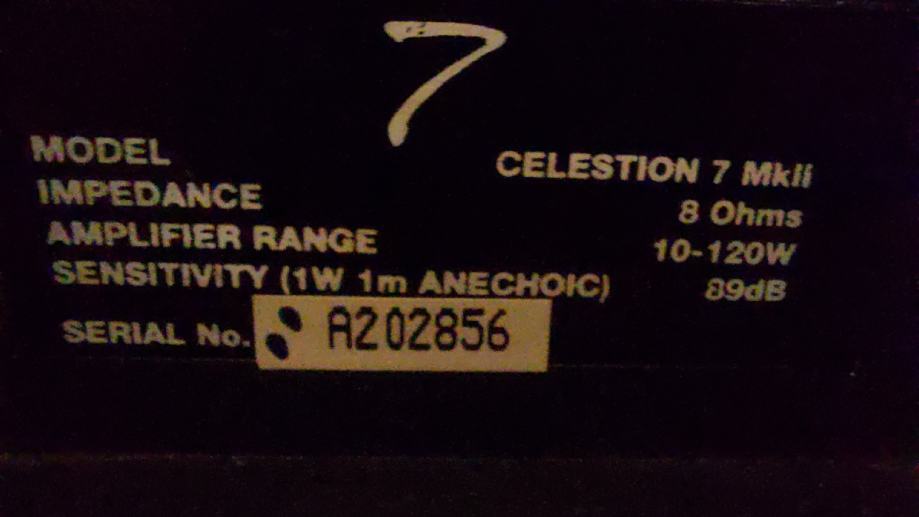 7
MODEL CELESTION 7 MkII
IMPEDANCE 8 Ohms
AMPLIFIER RANGE 10-120W
SENSITIVITY (1W 1m ANECHOIC) 89dB
SERIAL No. A202856